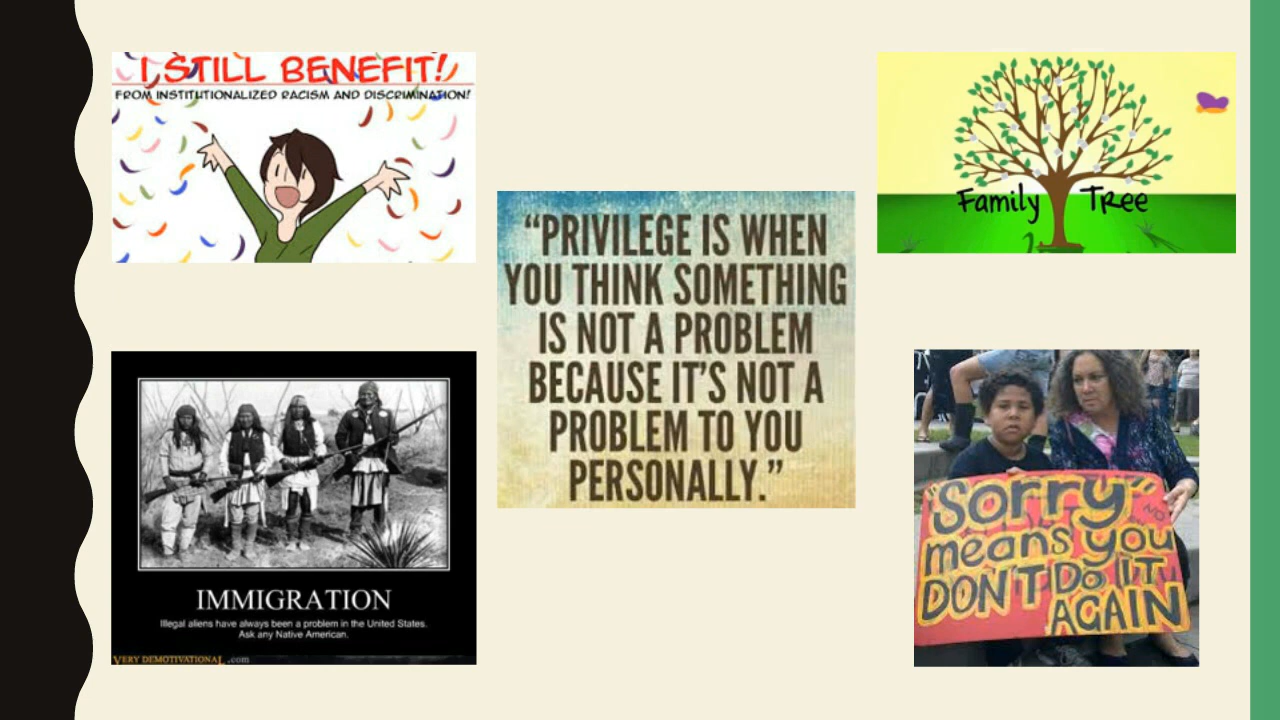 I STILL BENEFIT!
FROM INSTITUTIONALIZED RACISM AND DISCRIMINATION!
Family Tree
“PRIVILEGE IS WHEN
YOU THINK SOMETHING
IS NOT A PROBLEM
BECAUSE IT’S NOT A
PROBLEM TO YOU
PERSONALLY.”
IMMIGRATION
Illegal aliens have always been a problem in the United States.
Ask any Native American.
VERY DEMOTIVATIONAL .com
"Sorry"
means you
DON'T DO IT
AGAIN